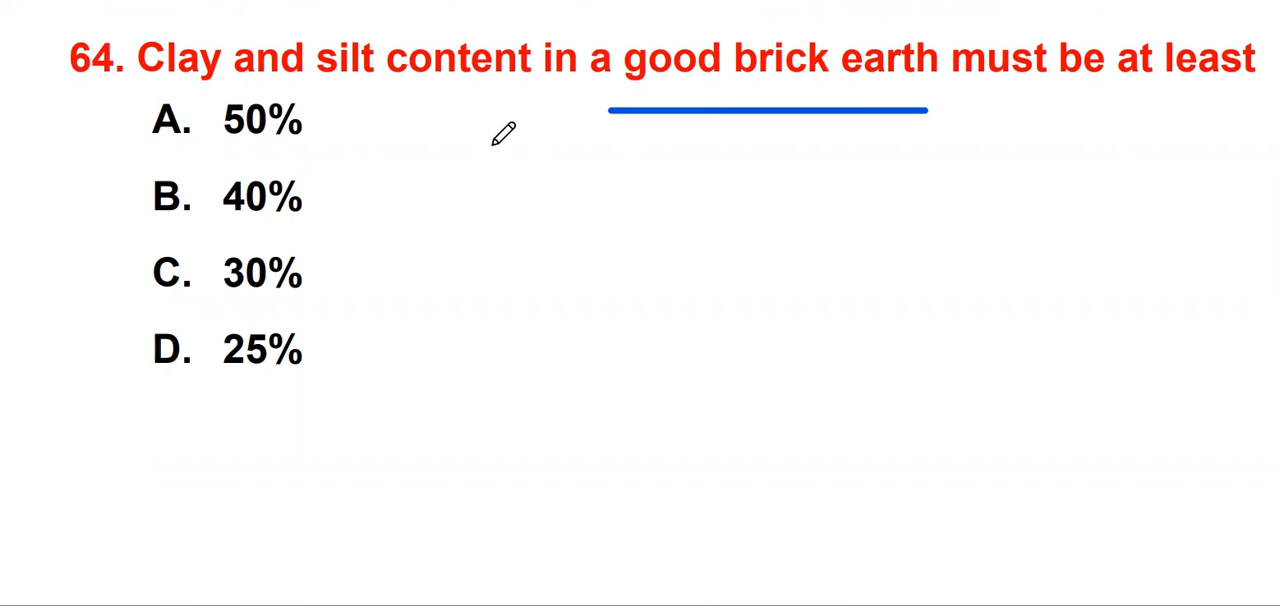 64. Clay and silt content in a good brick earth must be at least
A. 50%
B. 40%
C. 30%
D. 25%